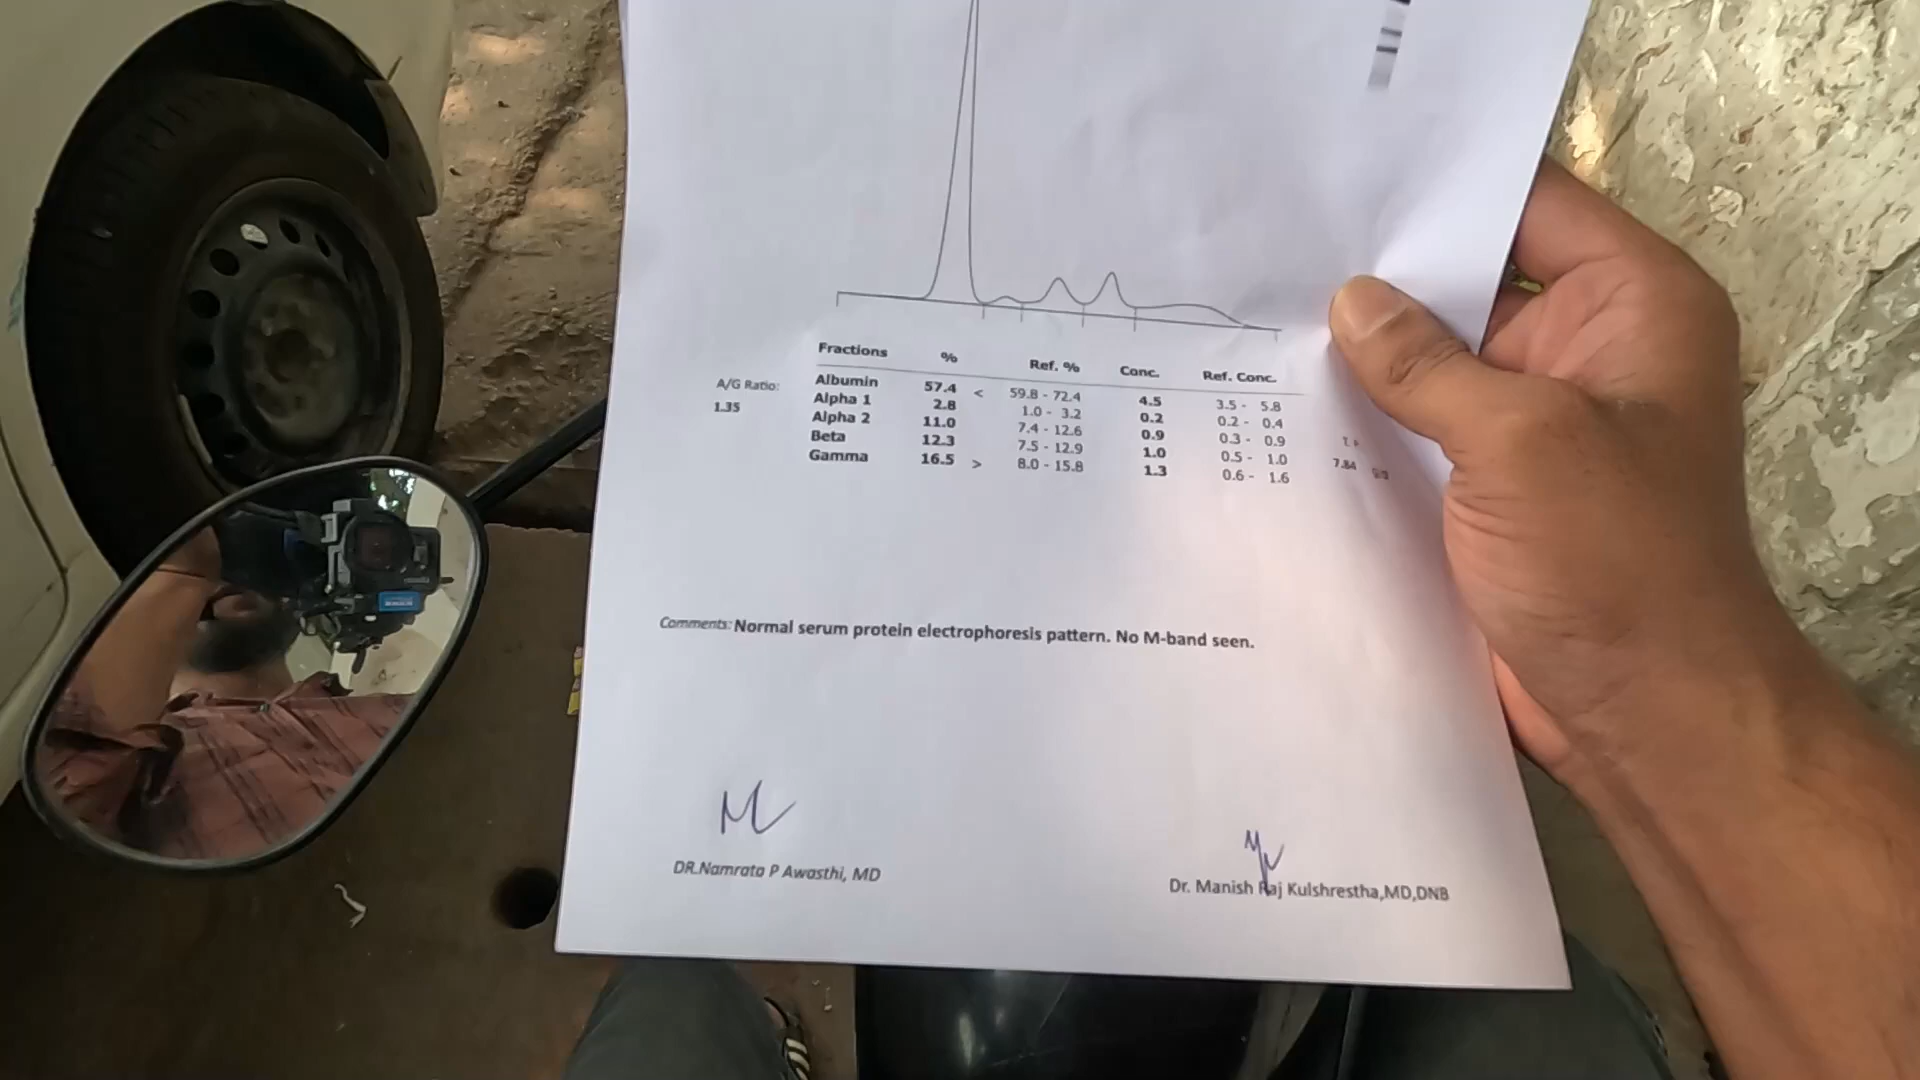 Fractions % Ref. % Conc. Ref. Conc.
A/G Ratio:
1.35
Albumin 57.4 < 59.8 - 72.4 4.5 3.5 - 5.8
Alpha 1 2.8 1.0 - 3.2 0.2 0.2 - 0.4
Alpha 2 11.0 7.4 - 12.6 0.9 0.3 - 0.9
Beta 12.3 7.5 - 12.9 1.0 0.5 - 1.0
Gamma 16.5 > 8.0 - 15.8 1.3 0.6 - 1.6
7.84
Comments: Normal serum protein electrophoresis pattern. No M-band seen.
DR.Namrata P Awasthi, MD
Dr. Manish Raj Kulshrestha,MD,DNB